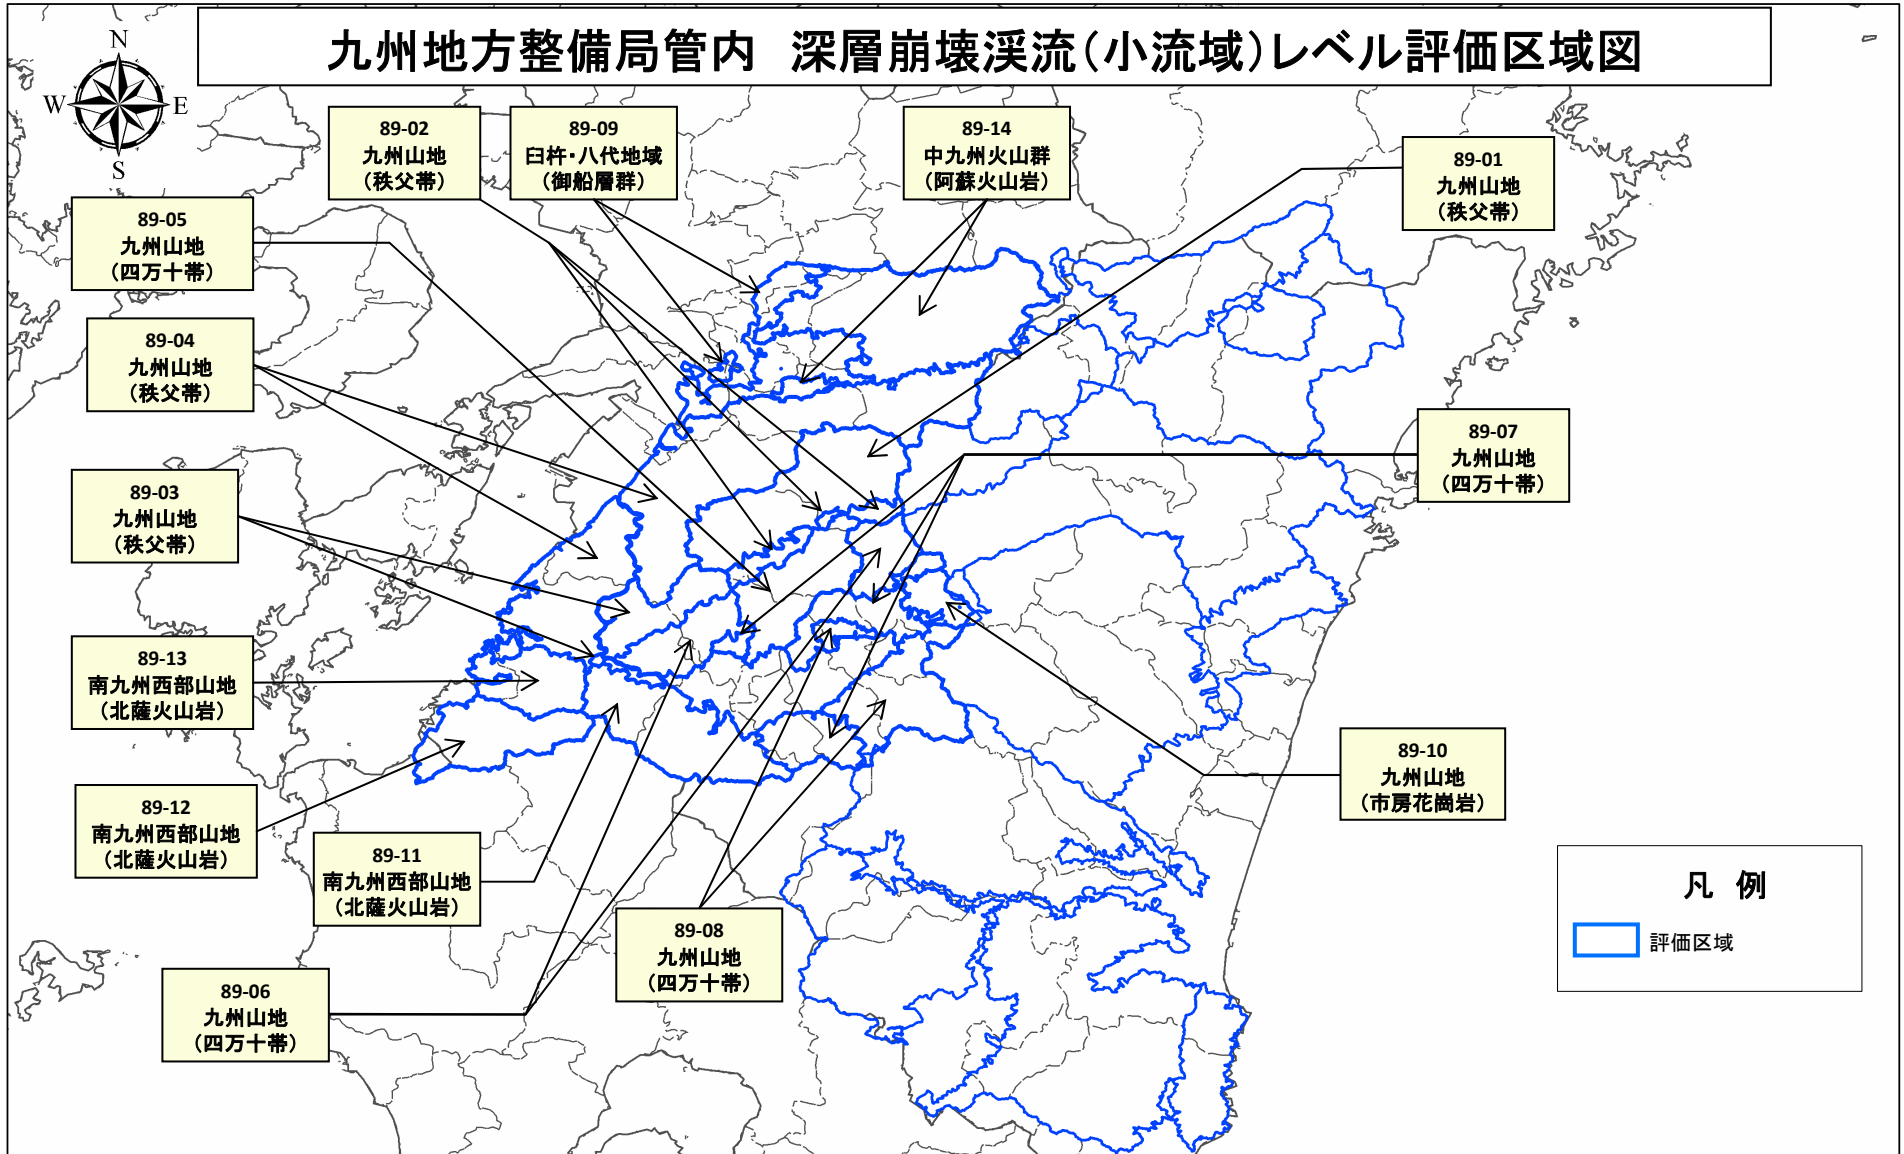 九州地方整備局管内 深層崩壊渓流(小流域)レベル評価区域図
N
W
E
S
89-02
九州山地
(秩父帯)
89-09
臼杵・八代地域
(御船層群)
89-14
中九州火山群
(阿蘇火山岩)
89-01
九州山地
(秩父帯)
89-05
九州山地
(四万十帯)
89-04
九州山地
(秩父帯)
89-07
九州山地
(四万十帯)
89-03
九州山地
(秩父帯)
89-13
南九州西部山地
(北薩火山岩)
89-10
九州山地
(市房花崗岩)
89-12
南九州西部山地
(北薩火山岩)
89-11
南九州西部山地
(北薩火山岩)
89-08
九州山地
(四万十帯)
89-06
九州山地
(四万十帯)
凡 例
評価区域